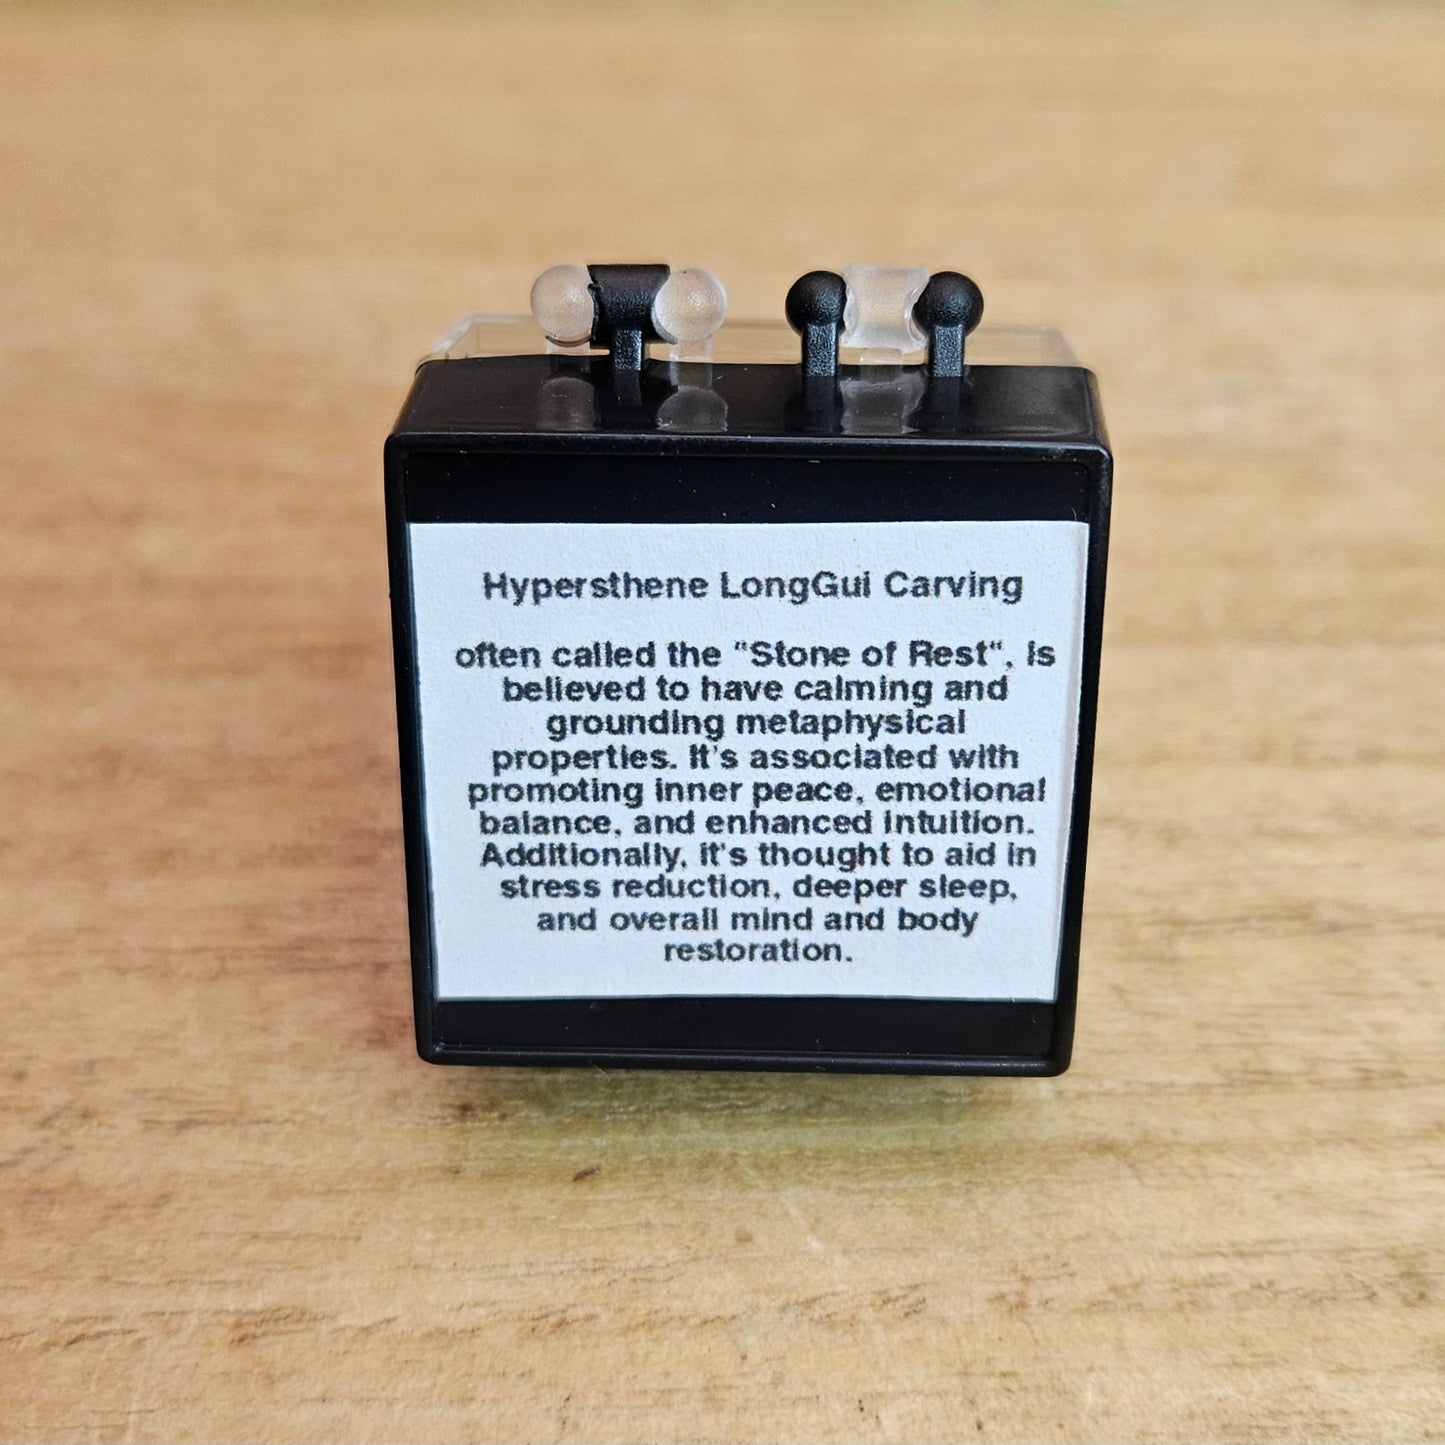 Hypersthene LongGui Carving
often called the "Stone of Rest", is
believed to have calming and
grounding metaphysical
properties. It's associated with
promoting inner peace, emotional
balance, and enhanced intuition.
Additionally, it's thought to aid in
stress reduction, deeper sleep,
and overall mind and body
restoration.